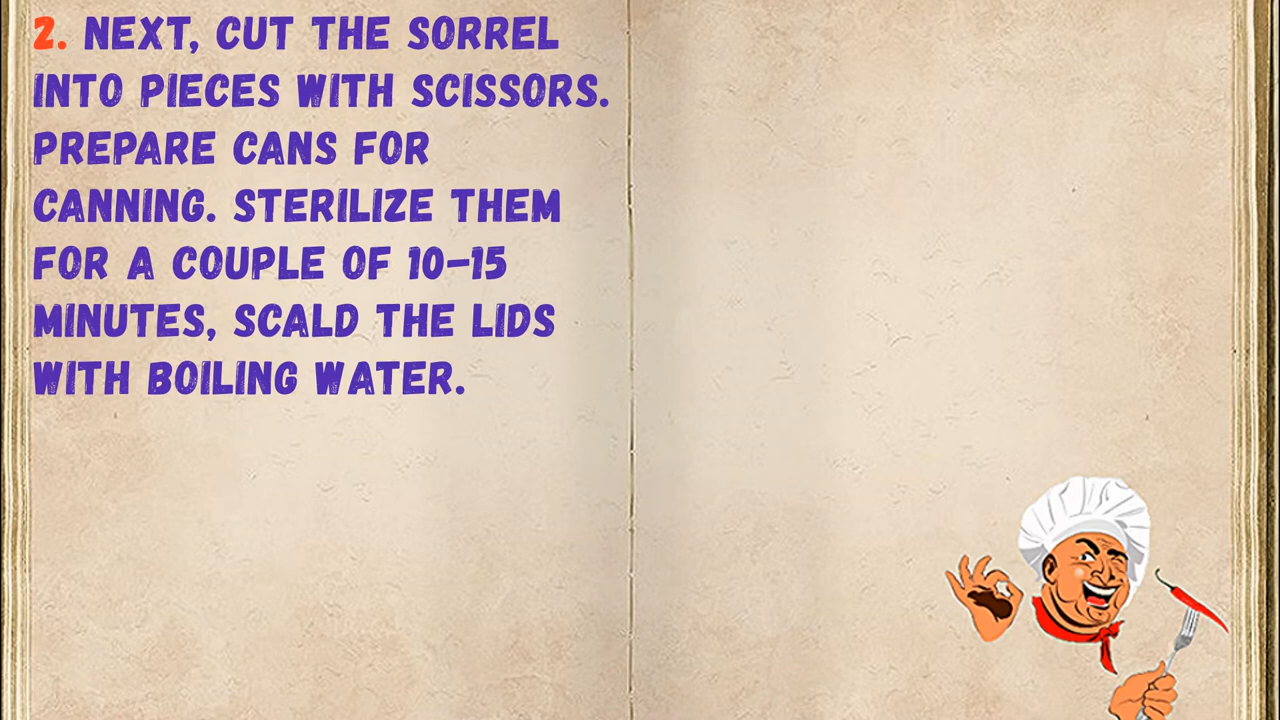 2. NEXT, CUT THE SORREL
INTO PIECES WITH SCISSORS.
PREPARE CANS FOR
CANNING. STERILIZE THEM
FOR A COUPLE OF 10-15
MINUTES, SCALD THE LIDS
WITH BOILING WATER.